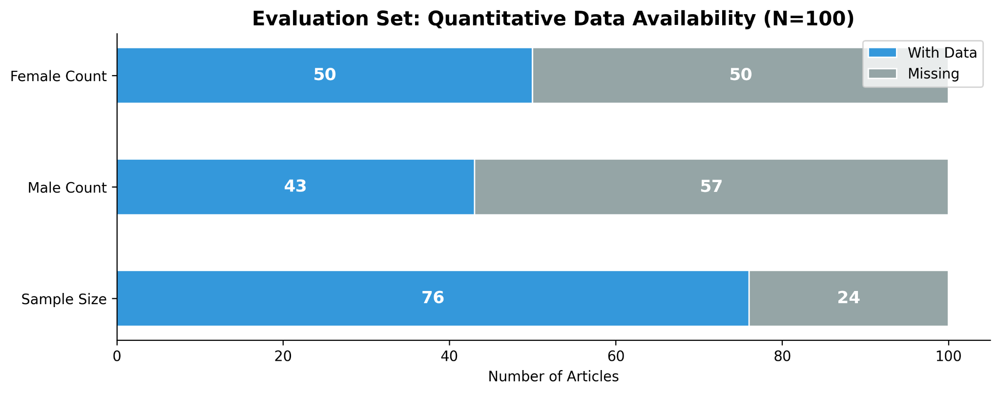 Evaluation Set: Quantitative Data Availability (N=100)
With Data
Missing
Female Count
50
50
Male Count
43
57
Sample Size
76
24
0
20
40
60
80
100
Number of Articles